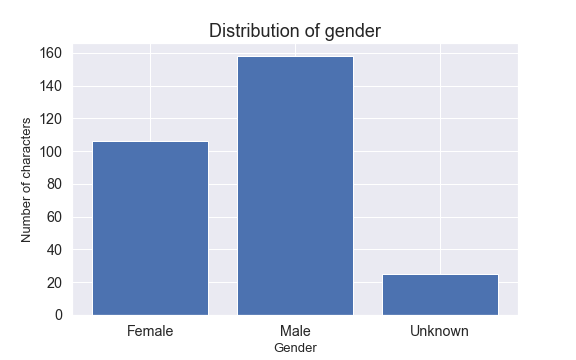 Distribution of gender
160
140
120
100
80
60
40
20
0
Number of characters
Female Male Unknown
Gender